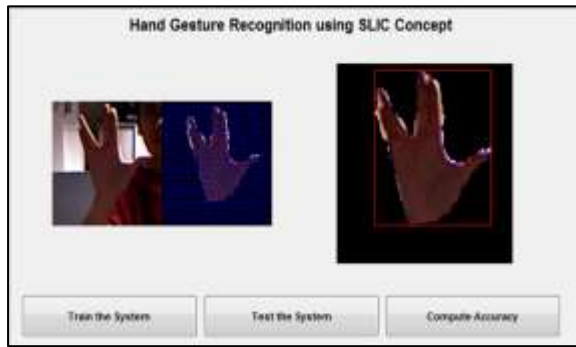 Hand Gesture Recognition using SLIC Concept
Train the System
Test the System
Compute Accuracy